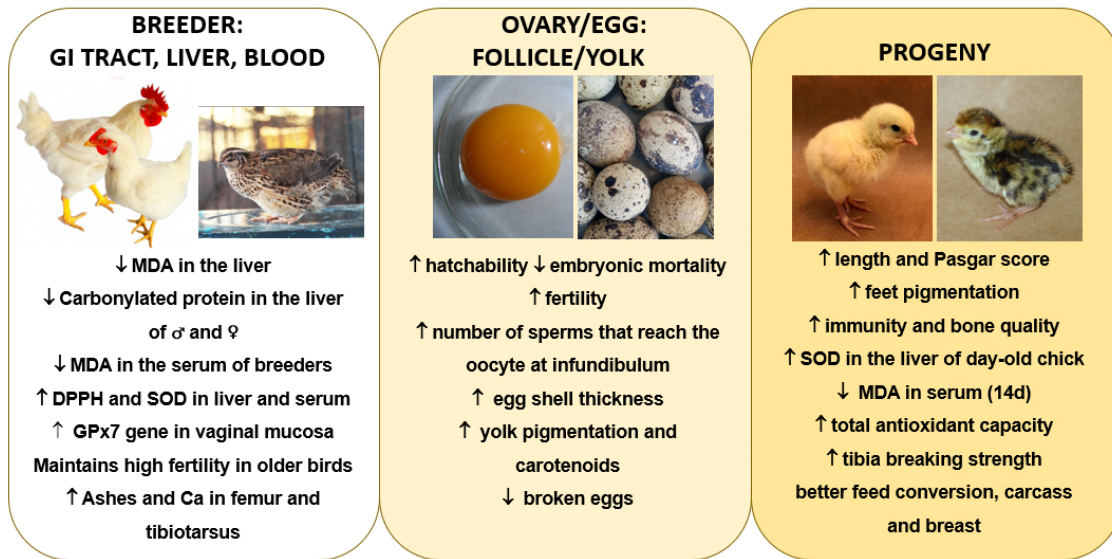 BREEDER:
GI TRACT, LIVER, BLOOD
↓ MDA in the liver
↓ Carbonylated protein in the liver
of ♂ and ♀
↓ MDA in the serum of breeders
↑ DPPH and SOD in liver and serum
↑ GPx7 gene in vaginal mucosa
Maintains high fertility in older birds
↑ Ashes and Ca in femur and
tibiotarsus
OVARY/EGG:
FOLLICLE/YOLK
↑ hatchability ↓ embryonic mortality
↑ fertility
↑ number of sperms that reach the
oocyte at infundibulum
↑ egg shell thickness
↑ yolk pigmentation and
carotenoids
↓ broken eggs
PROGENY
↑ length and Pasgar score
↑ feet pigmentation
↑ immunity and bone quality
↑ SOD in the liver of day-old chick
↓ MDA in serum (14d)
↑ total antioxidant capacity
↑ tibia breaking strength
better feed conversion, carcass
and breast